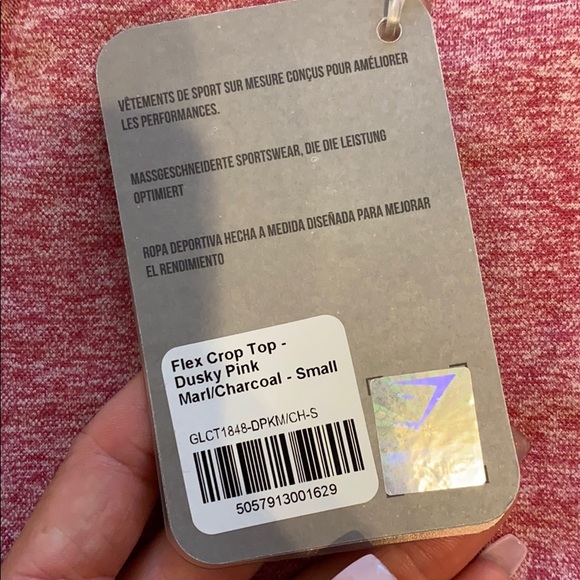 VÊTEMENTS DE SPORT SUR MESURE CONÇUS POUR AMÉLIORER
LES PERFORMANCES.
MASSGESCHNEIDERTE SPORTSWEAR, DIE DIE LEISTUNG
OPTIMIERT
ROPA DEPORTIVA HECHA A MEDIDA DISEÑADA PARA MEJORAR
EL RENDIMIENTO
Flex Crop Top -
Dusky Pink
Marl/Charcoal - Small
GLCT1848-DPKM/CH-S
5057913001629